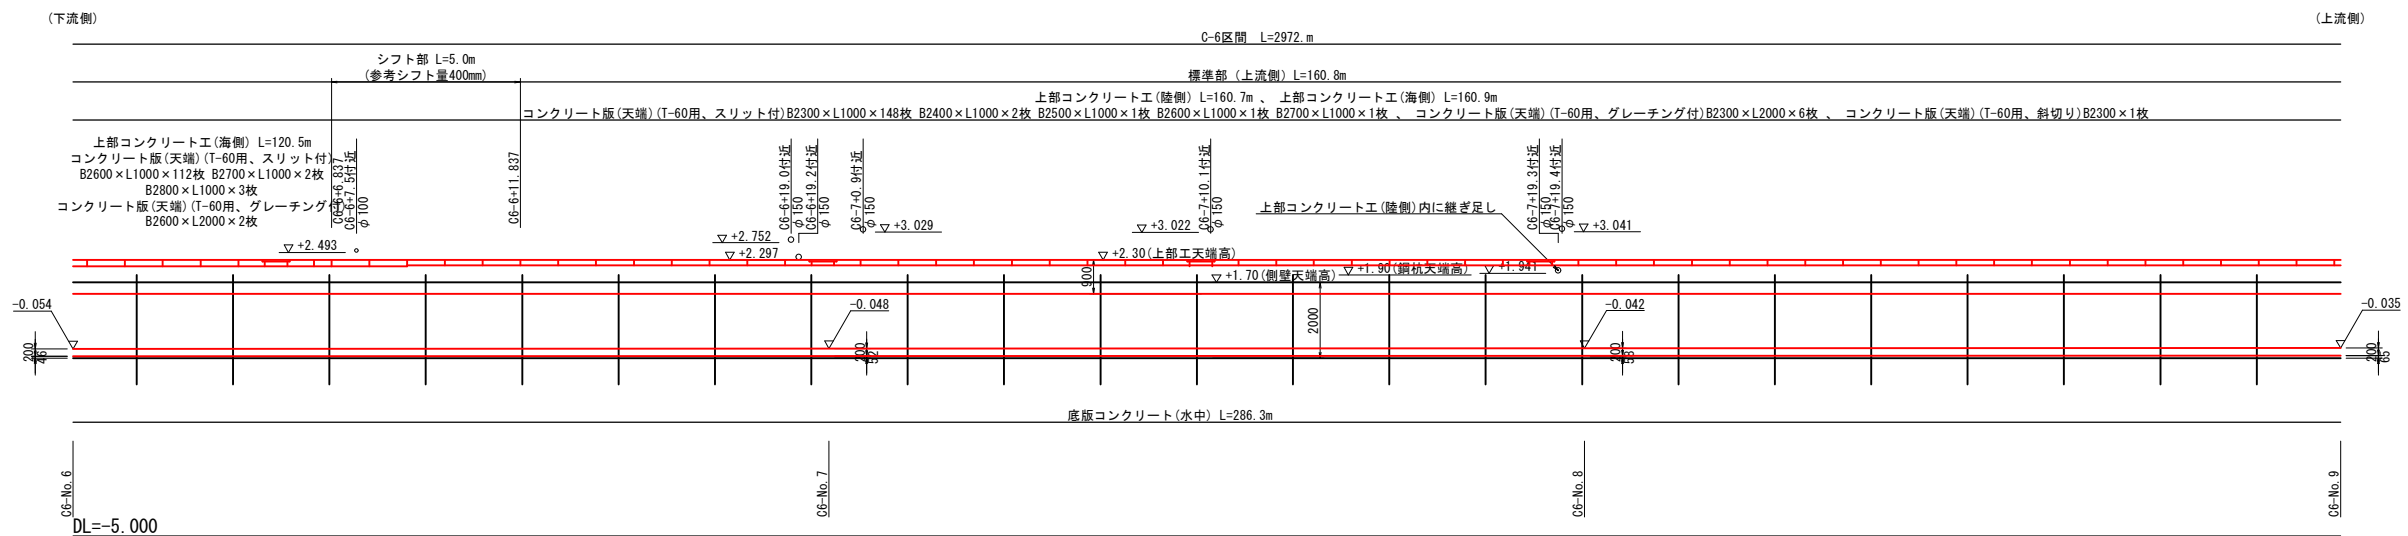 (下流側)
(上流側)
C-6区間 L=2972.m
シフト部 L=5.0m
(参考シフト量400mm)
標準部 (上流側) L=160.8m
上部コンクリート工(陸側) L=160.7m 、 上部コンクリート工(海側) L=160.9m
コンクリート版(天端)(T-60用、スリット付)B2300×L1000×148枚 B2400×L1000×2枚 B2500×L1000×1枚 B2600×L1000×1枚 B2700×L1000×1枚 、 コンクリート版(天端)(T-60用、グレーチング付)B2300×L2000×6枚 、 コンクリート版(天端)(T-60用、斜切り)B2300×1枚
上部コンクリート工(海側) L=120.5m
コンクリート版(天端)(T-60用、スリット付)
B2600×L1000×112枚 B2700×L1000×2枚
B2800×L1000×3枚
コンクリート版(天端)(T-60用、グレーチング付)
B2600×L2000×2枚
C6-6+6.837
C6-6+7.5付近
φ100
C6-6+11.837
C6-6+19.0付近
φ150
C6-6+19.2付近
φ150
C6-7+0.9付近
φ150
C6-7+10.1付近
φ150
C6-7+19.3付近
φ150
C6-7+19.4付近
φ150
上部コンクリート工(陸側)内に継ぎ足し
▽ +2.493
▽ +2.752
▽ +2.297
▽ +3.029
▽ +3.022
▽ +3.041
▽ +2.30(上部工天端高)
▽ +1.70(側壁天端高)
▽ +1.90(鋼杭天端高)
▽ +1.941
900
2000
-0.054
-0.048
-0.042
-0.035
200
46
200
52
200
58
200
65
底版コンクリート(水中) L=286.3m
C6-No.6
C6-No.7
C6-No.8
C6-No.9
DL=-5.000